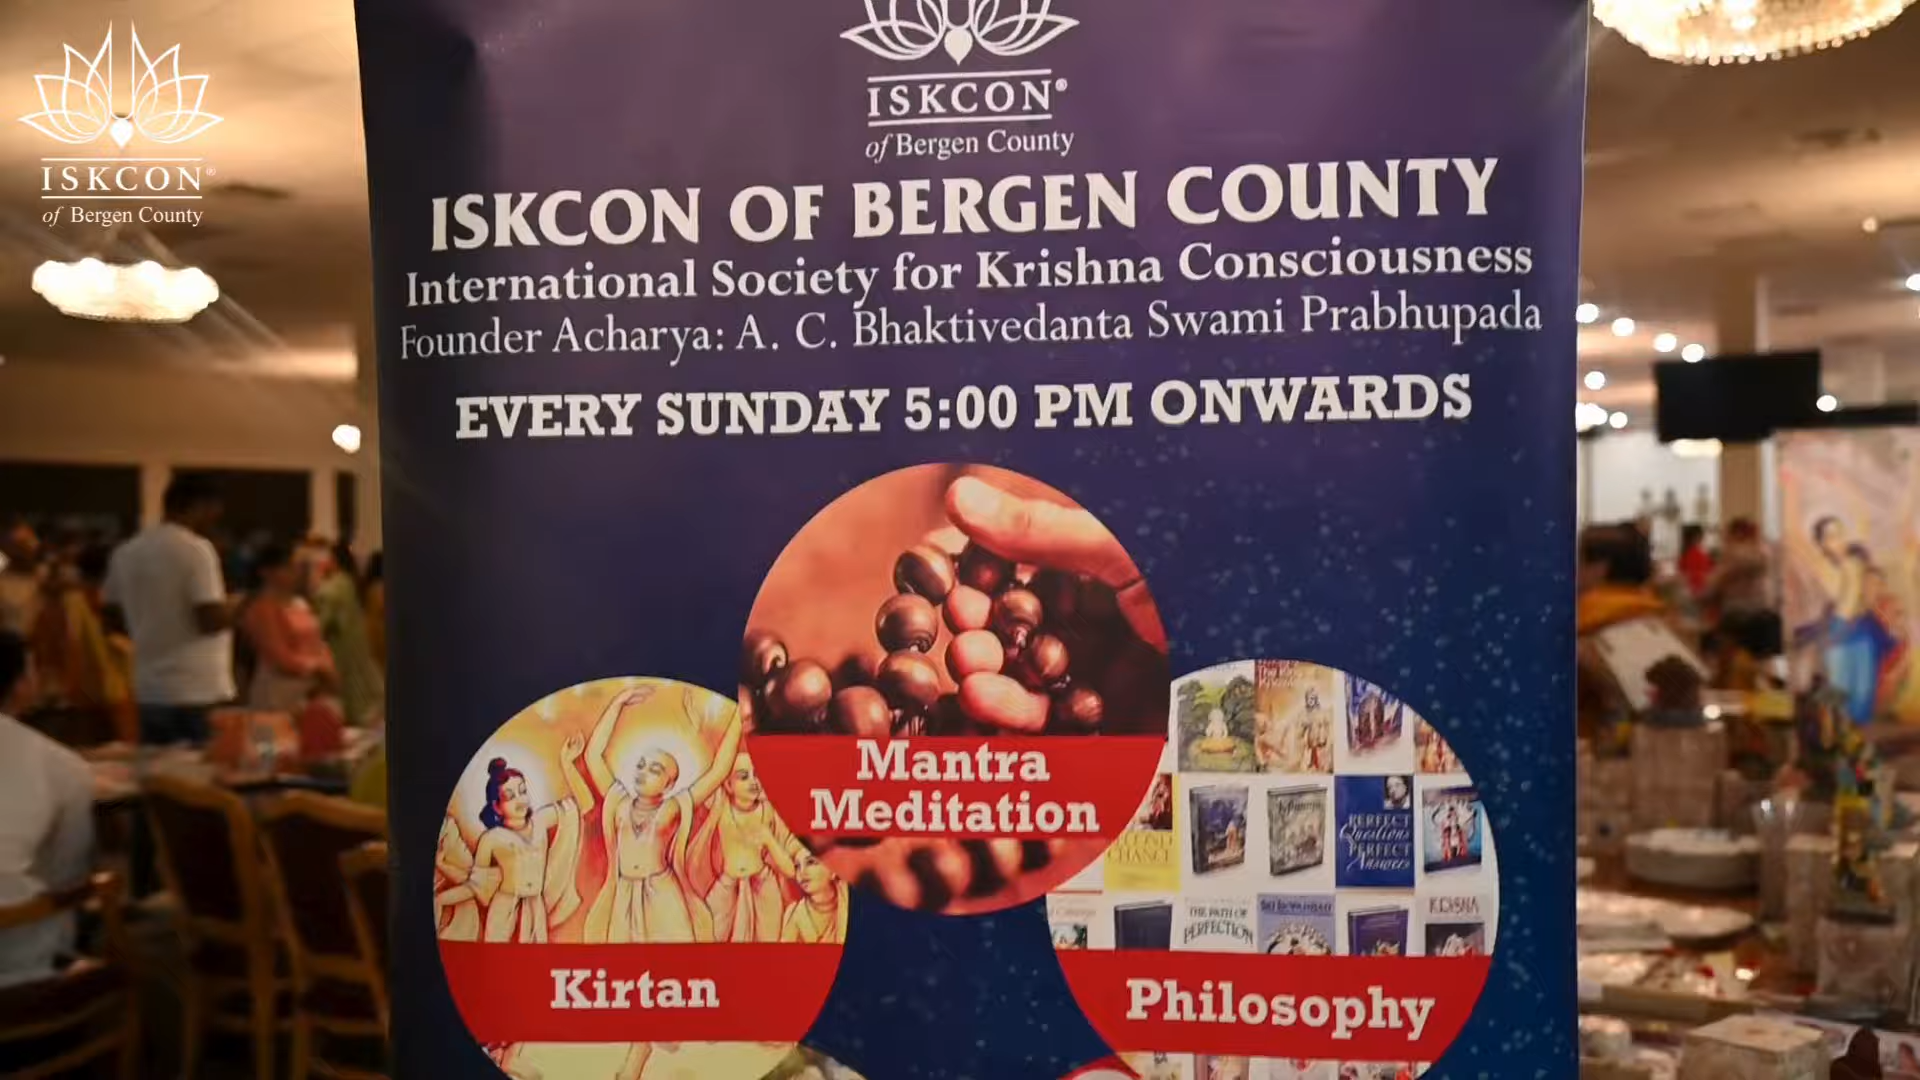 ISKCON®
of Bergen County
ISKCON®
of Bergen County
ISKCON OF BERGEN COUNTY
International Society for Krishna Consciousness
Founder Acharya: A. C. Bhaktivedanta Swami Prabhupada
EVERY SUNDAY 5:00 PM ONWARDS
Mantra
Meditation
Kirtan
PERFECT
Questions
PERFECT
Answers
CHANCE
THE PATH OF
PERFECTION
KRISHNA
Philosophy